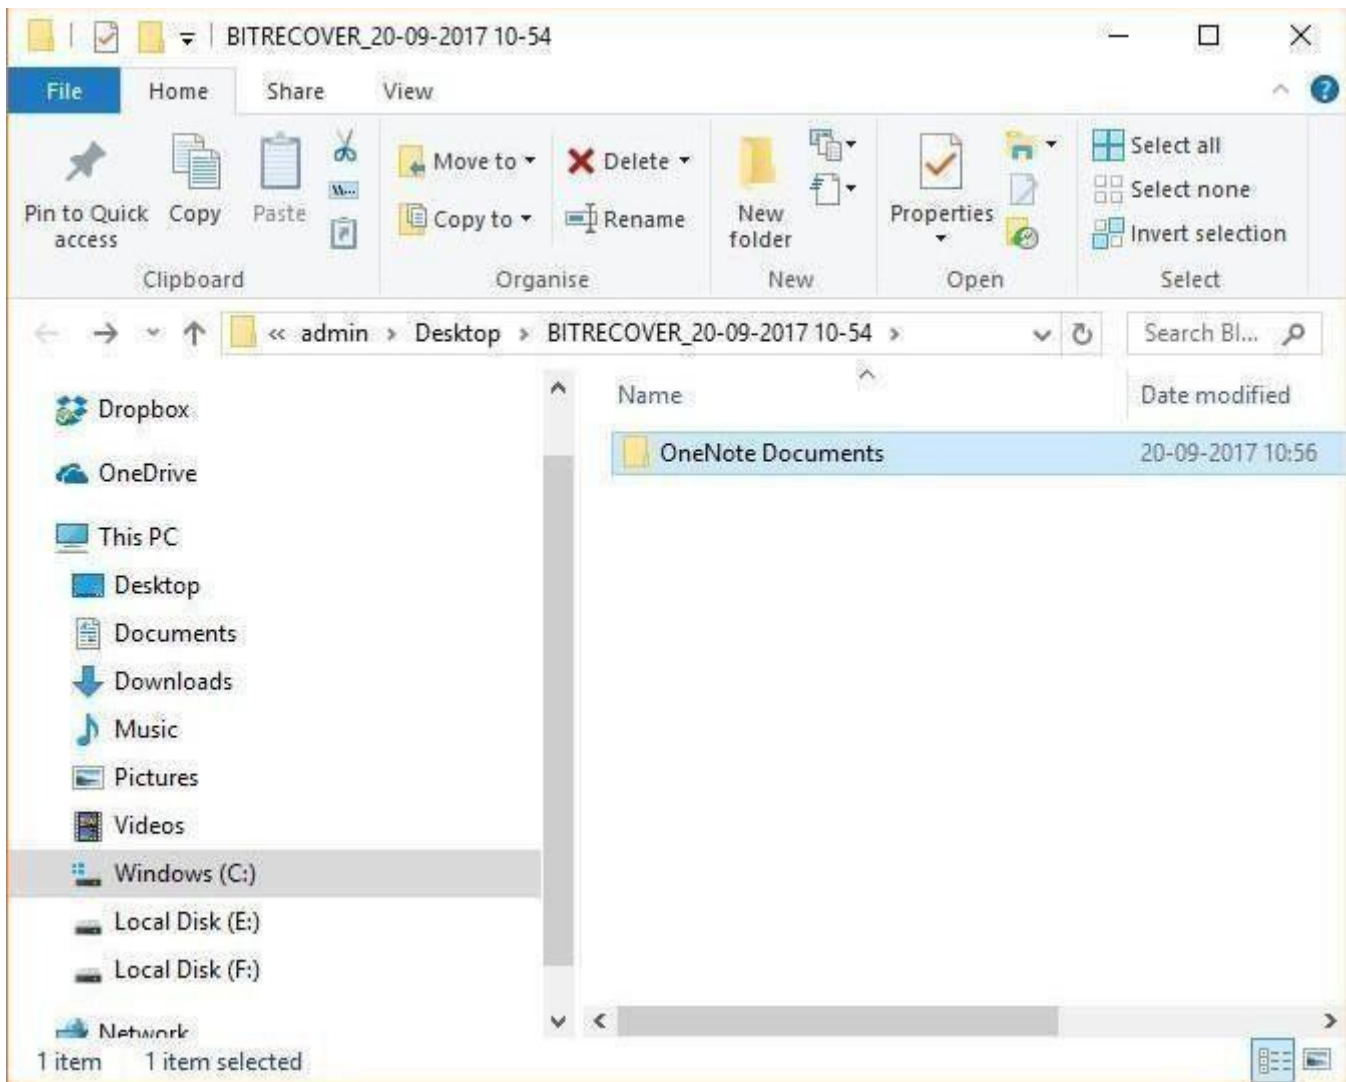 BITRECOVER_20-09-2017 10-54
File Home Share View
Pin to Quick access
Copy
Paste
Clipboard
Move to
Copy to
Delete
Rename
Organise
New folder
New
Properties
Open
Select all
Select none
Invert selection
Select
« admin > Desktop > BITRECOVER_20-09-2017 10-54 >
Search Bl...
Dropbox
OneDrive
This PC
Desktop
Documents
Downloads
Music
Pictures
Videos
Windows (C:)
Local Disk (E:)
Local Disk (F:)
Network
Name Date modified
OneNote Documents 20-09-2017 10:56
1 item 1 item selected